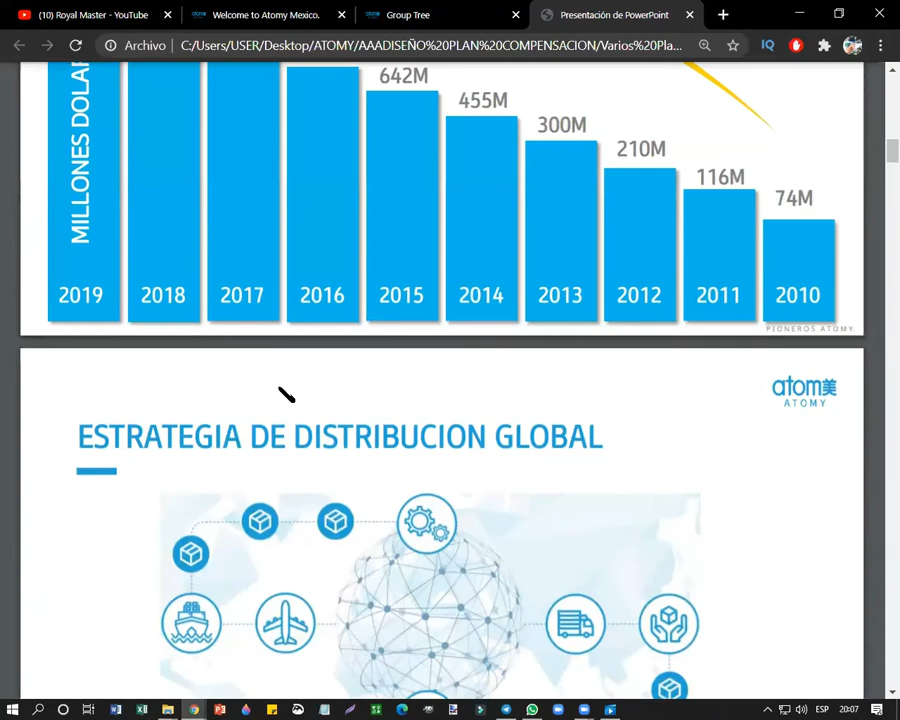 (10) Royal Master - YouTube
Welcome to Atomy Mexico.
Group Tree
Presentación de PowerPoint
Archivo
C:/Users/USER/Desktop/ATOMY/AAADISEÑO%20PLAN%20COMPENSACION/Varios%20Pla...
IQ
MILLONES DOLAR
642M
455M
300M
210M
116M
74M
2019 2018 2017 2016 2015 2014 2013 2012 2011 2010
PIONEROS ATOMY.
atom美
ATOMY
ESTRATEGIA DE DISTRIBUCION GLOBAL
ESP
20:07